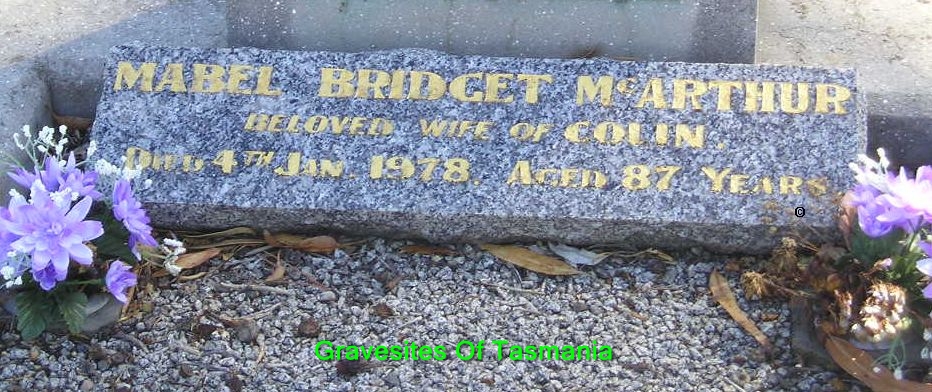 MABEL BRIDGET McARTHUR
BELOVED WIFE OF COLIN.
DIED 4TH JAN. 1978. AGED 87 YEARS.
©
Gravesites Of Tasmania